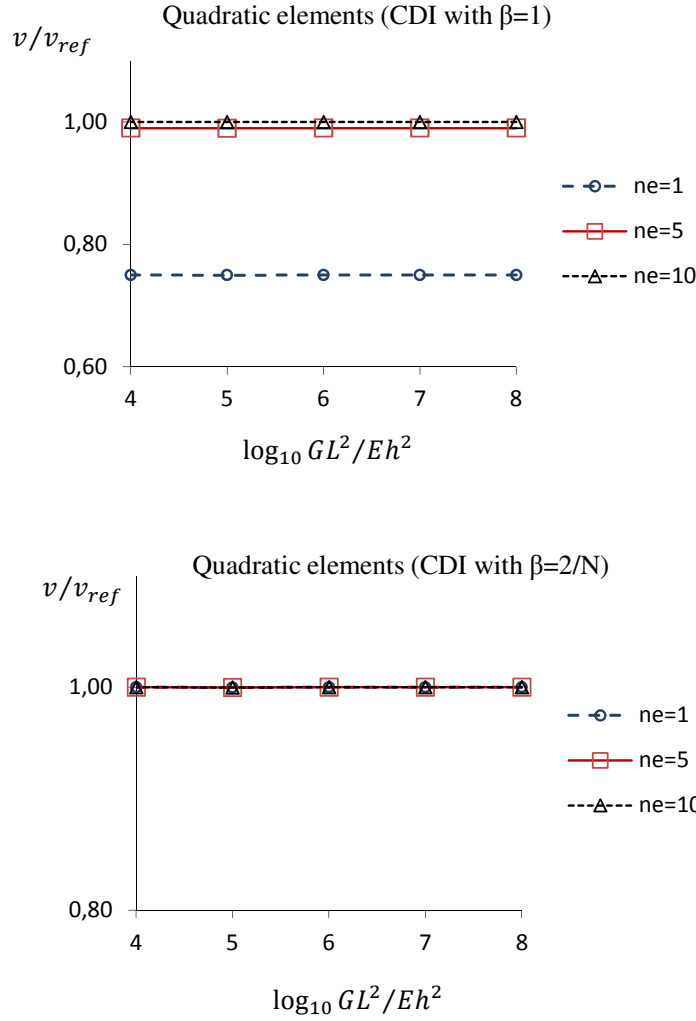 Quadratic elements (CDI with β=1)
v/v_ref
1,00
0,80
0,60
4 5 6 7 8
log₁₀ GL²/Eh²
ne=1
ne=5
ne=10
Quadratic elements (CDI with β=2/N)
v/v_ref
1,00
0,80
4 5 6 7 8
log₁₀ GL²/Eh²
ne=1
ne=5
ne=10